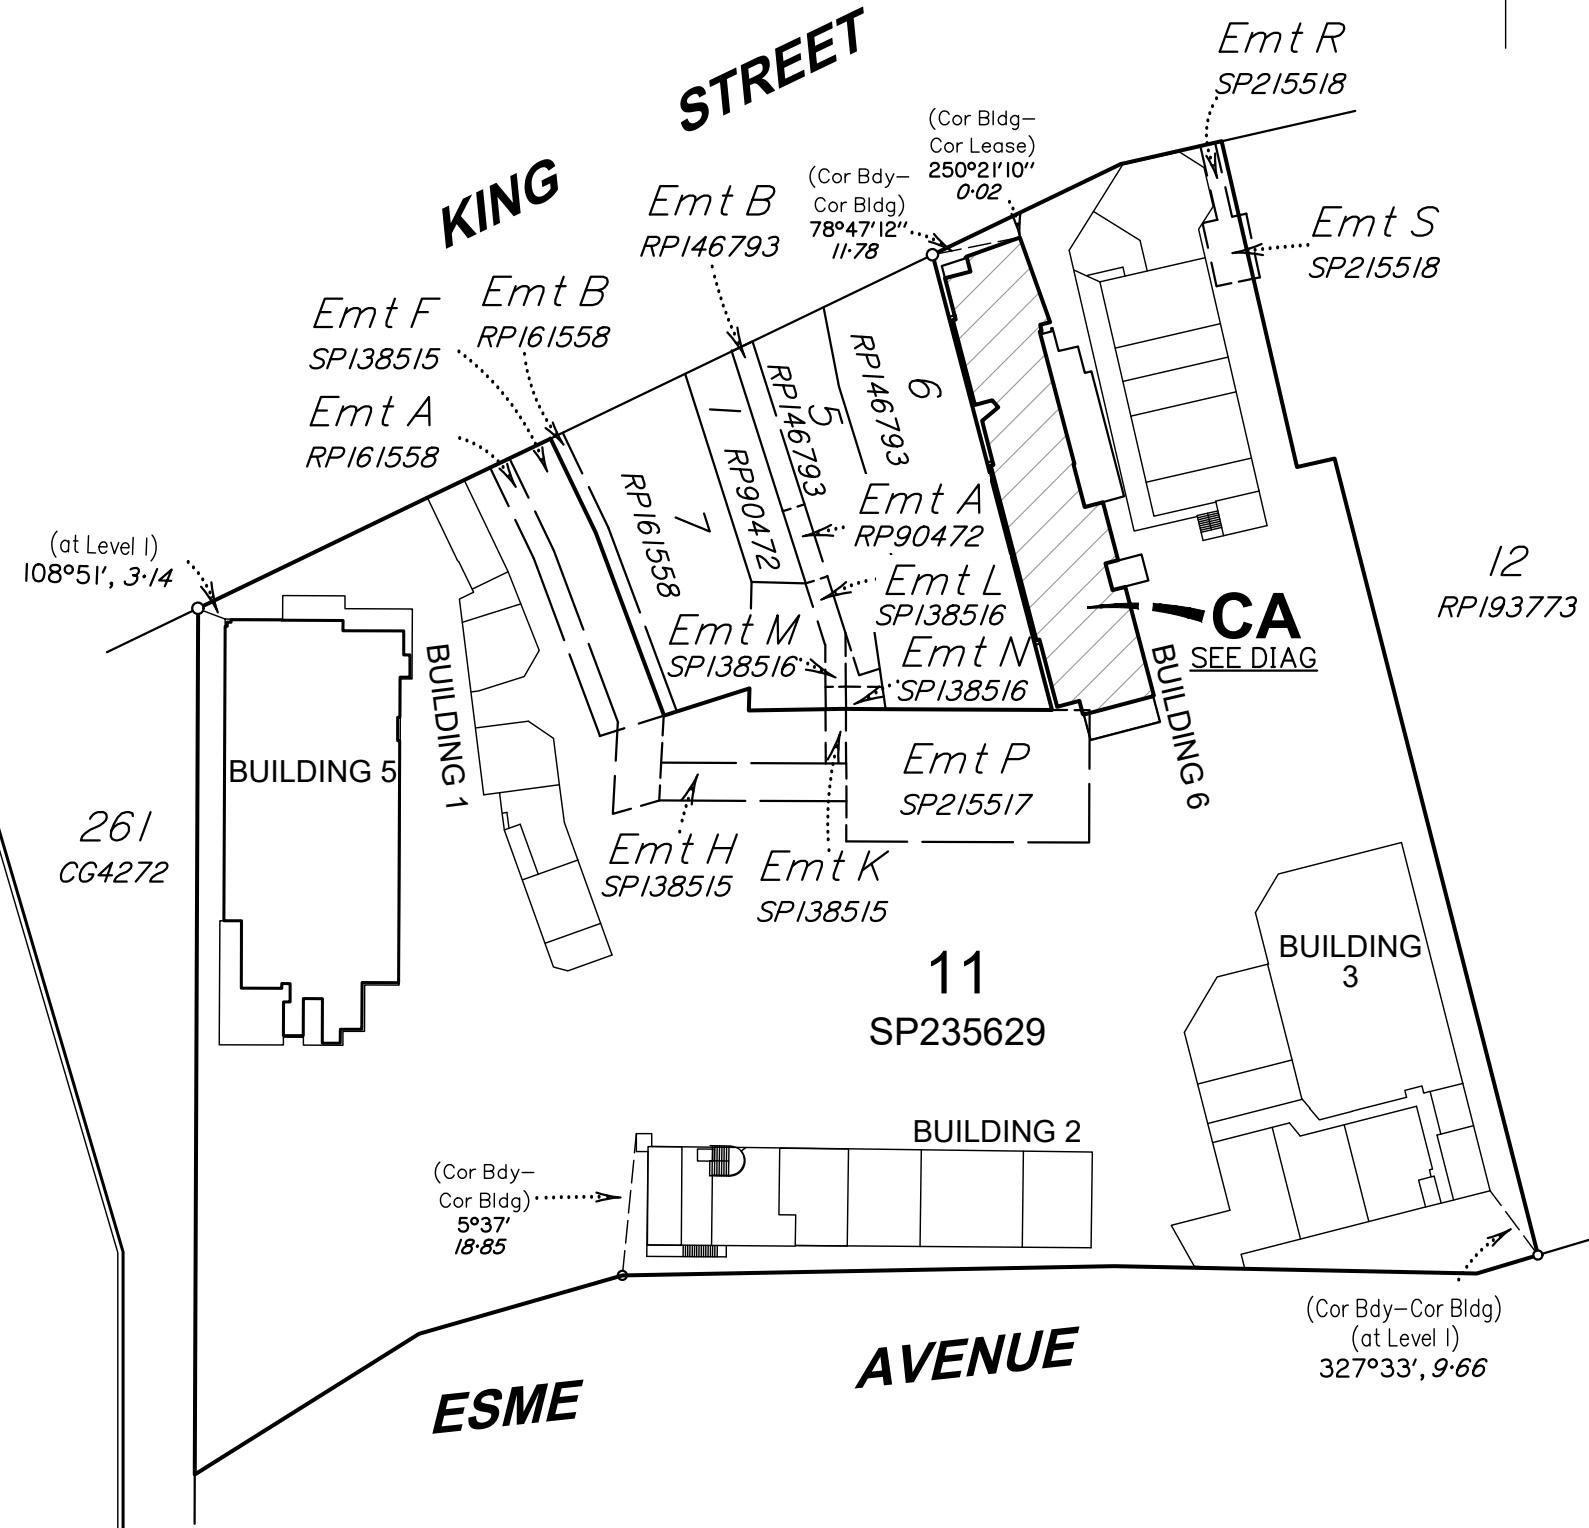 KING STREET
Emt R
SP215518
(Cor Bldg–
Cor Lease)
250°21'10"
0·02
(Cor Bdy–
Cor Bldg)
78°47'12"
11·78
Emt S
SP215518
Emt B
RP146793
Emt B
RP161558
Emt F
SP138515
Emt A
RP161558
(at Level 1)
108°51', 3·14
6
RP146793
5
RP146793
1
RP90472
7
RP161558
Emt A
RP90472
Emt L
SP138516
Emt M
SP138516
Emt N
SP138516
CA
SEE DIAG
12
RP193773
BUILDING 1
BUILDING 5
BUILDING 6
Emt P
SP215517
261
CG4272
Emt H
SP138515
Emt K
SP138515
11
SP235629
BUILDING
3
BUILDING 2
(Cor Bdy–
Cor Bldg)
5°37'
18·85
(Cor Bdy–Cor Bldg)
(at Level 1)
327°33', 9·66
ESME AVENUE